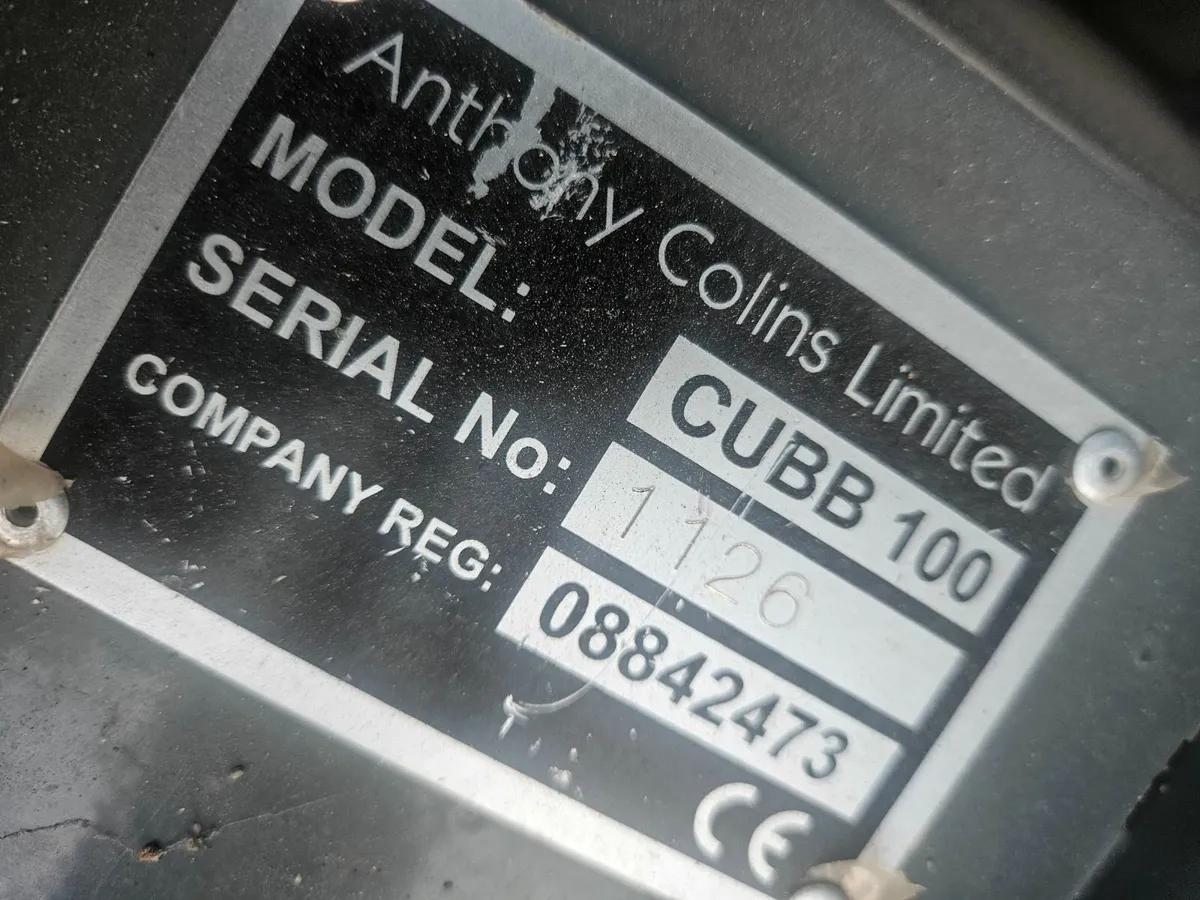 Anthony Colins Limited
MODEL: CUBB 100
SERIAL No: 1126
COMPANY REG: 08842473
CE